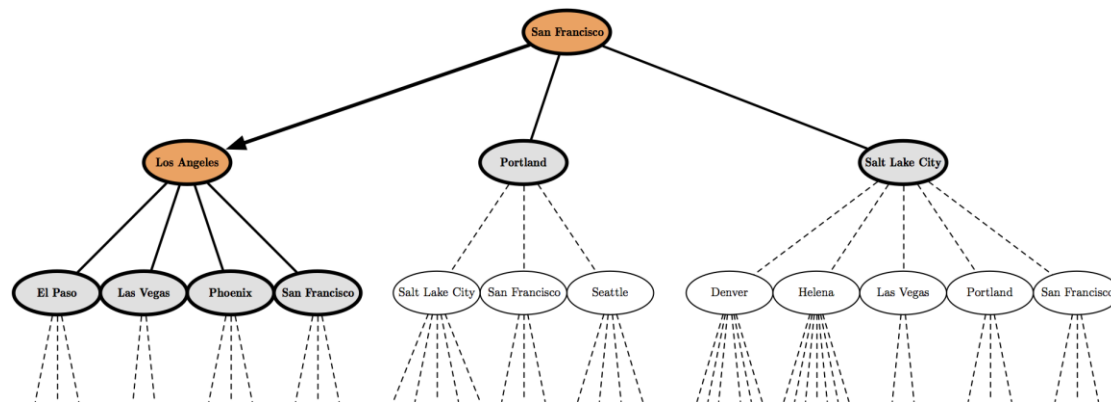 San Francisco
Los Angeles
Portland
Salt Lake City
El Paso
Las Vegas
Phoenix
San Francisco
Salt Lake City
San Francisco
Seattle
Denver
Helena
Las Vegas
Portland
San Francisco